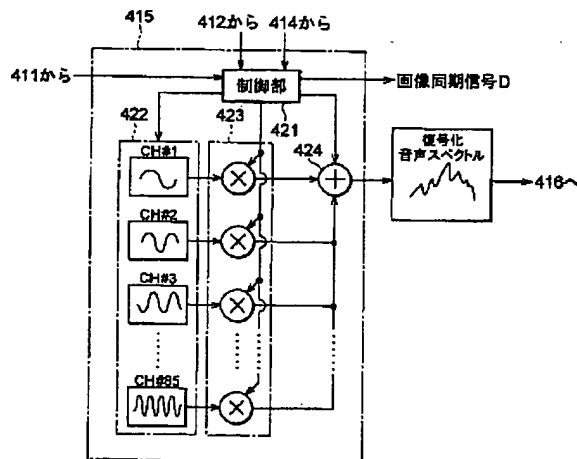 415
412から
414から
411から
制御部
画像同期信号D
421
422
423
424
CH#1
CH#2
CH#3
CH#85
復号化
音声スペクトル
416へ